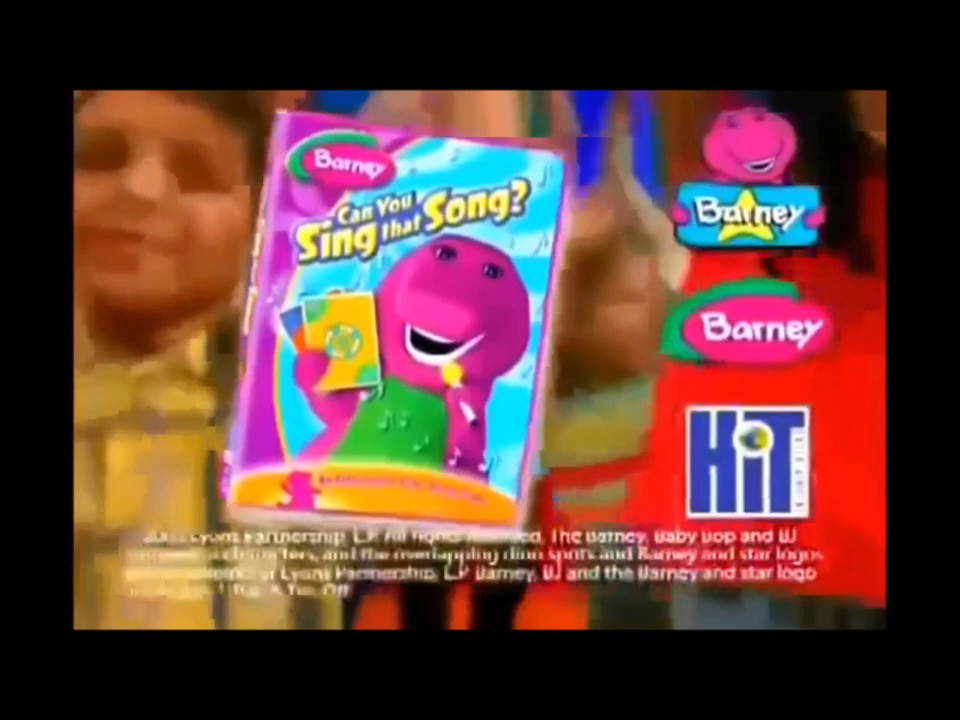 Barney
Can You
Sing that Song?
Barney
Barney
HiT
Lyons Partnership, L.P. All rights reserved. The Barney, Baby Bop and BJ
characters, and the overlapping dino spots and Barney and star logos
of Lyons Partnership, L.P. Barney, BJ and the Barney and star logo